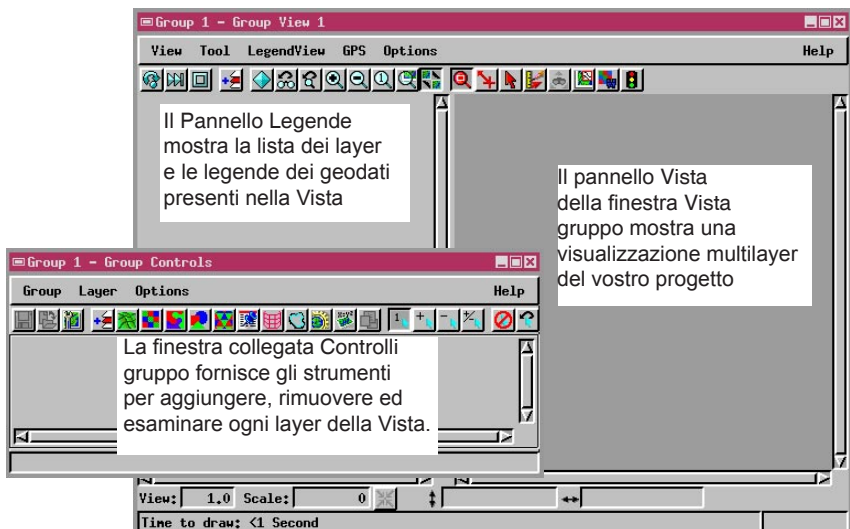 Group 1 - Group View 1
View Tool LegendView GPS Options Help
Il Pannello Legende
mostra la lista dei layer
e le legende dei geodati
presenti nella Vista
Il pannello Vista
della finestra Vista
gruppo mostra una
visualizzazione multilayer
del vostro progetto
Group 1 - Group Controls
Group Layer Options Help
La finestra collegata Controlli
gruppo fornisce gli strumenti
per aggiungere, rimuovere ed
esaminare ogni layer della Vista.
View: 1.0 Scale: 0
Time to draw: <1 Second